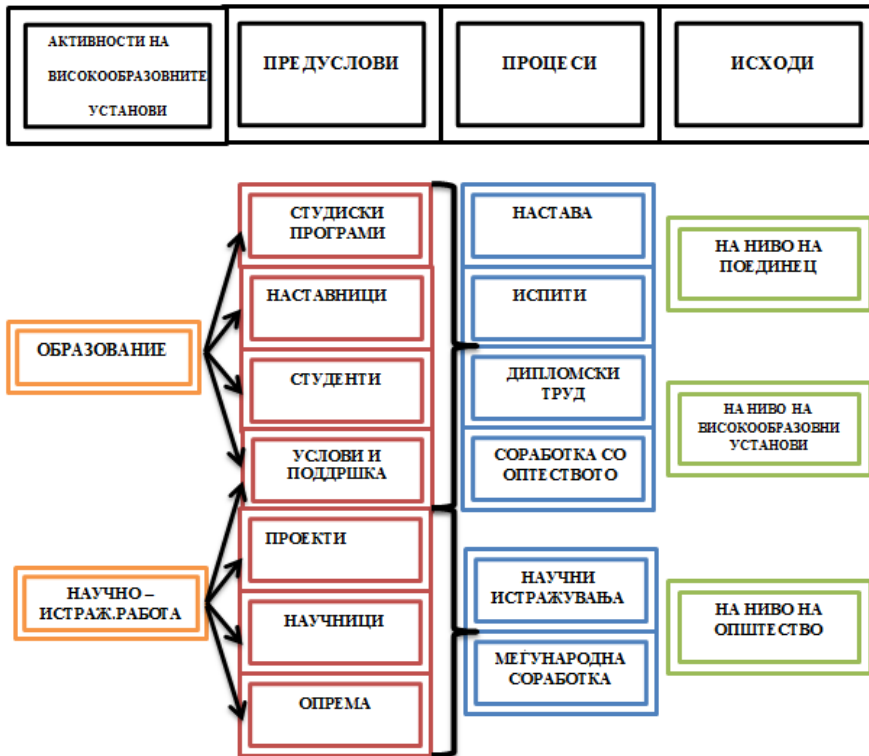 АКТИВНОСТИ НА
ВИСОКООБРАЗОВНИТЕ
УСТАНОВИ
ПРЕДУСЛОВИ
ПРОЦЕСИ
ИСХОДИ
ОБРАЗОВАНИЕ
НАУЧНО –
ИСТРАЖ.РАБОТА
СТУДИСКИ
ПРОГРАМИ
НАСТАВНИЦИ
СТУДЕНТИ
УСЛОВИ И
ПОДДРШКА
ПРОЕКТИ
НАУЧНИЦИ
ОПРЕМА
НАСТАВА
ИСПИТИ
ДИПЛОМСКИ
ТРУД
СОРАБОТКА СО
ОПТЕСТВОТО
НАУЧНИ
ИСТРАЖУВАЊА
МЕЃУНАРОДНА
СОРАБОТКА
НА НИВО НА
ПОЕДИНЕЦ
НА НИВО НА
ВИСОКООБРАЗОВНИ
УСТАНОВИ
НА НИВО НА
ОПШТЕСТВО